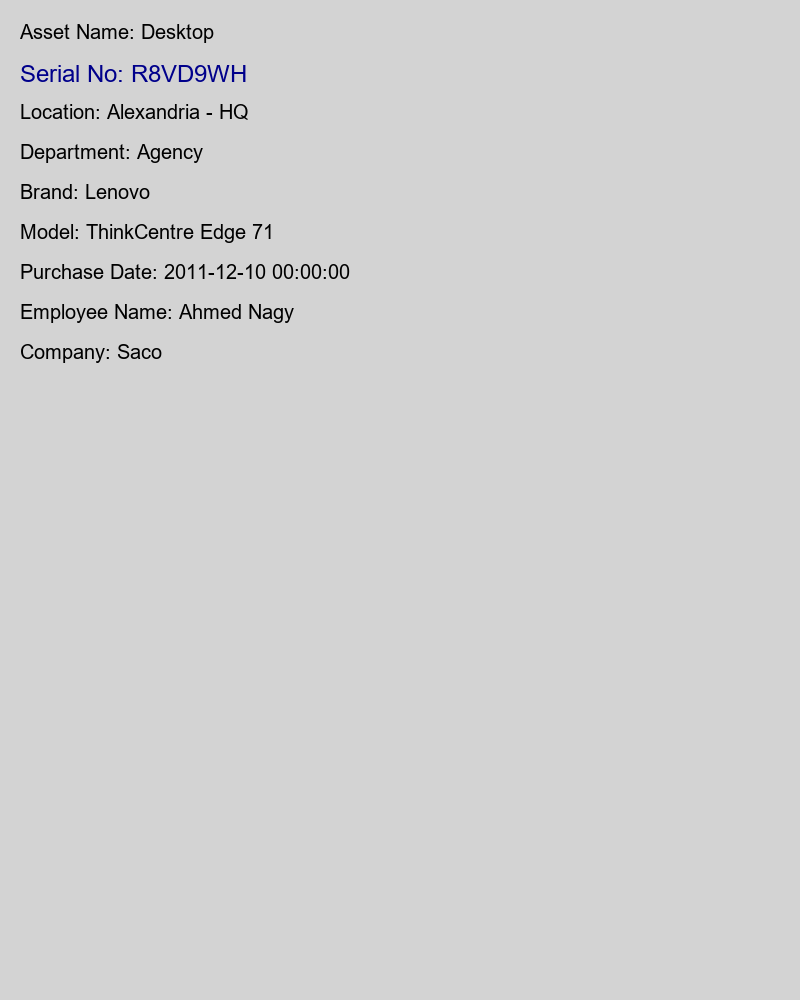 Asset Name: Desktop
Serial No: R8VD9WH
Location: Alexandria - HQ
Department: Agency
Brand: Lenovo
Model: ThinkCentre Edge 71
Purchase Date: 2011-12-10 00:00:00
Employee Name: Ahmed Nagy
Company: Saco